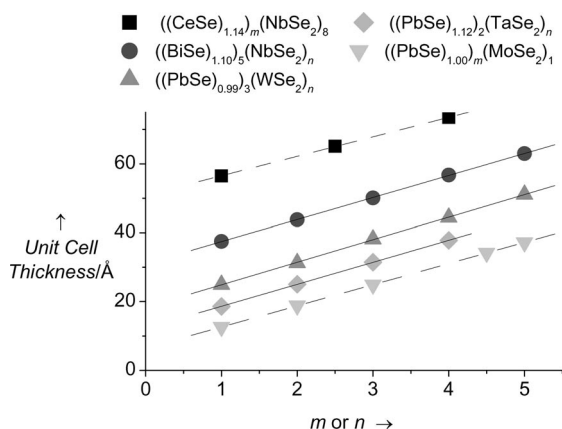 ((CeSe)1.14)m(NbSe2)8
((PbSe)1.12)2(TaSe2)n
((BiSe)1.10)5(NbSe2)n
((PbSe)1.00)m(MoSe2)1
((PbSe)0.99)3(WSe2)n
60
40
20
0
↑
Unit Cell
Thickness/Å
0 1 2 3 4 5
m or n →